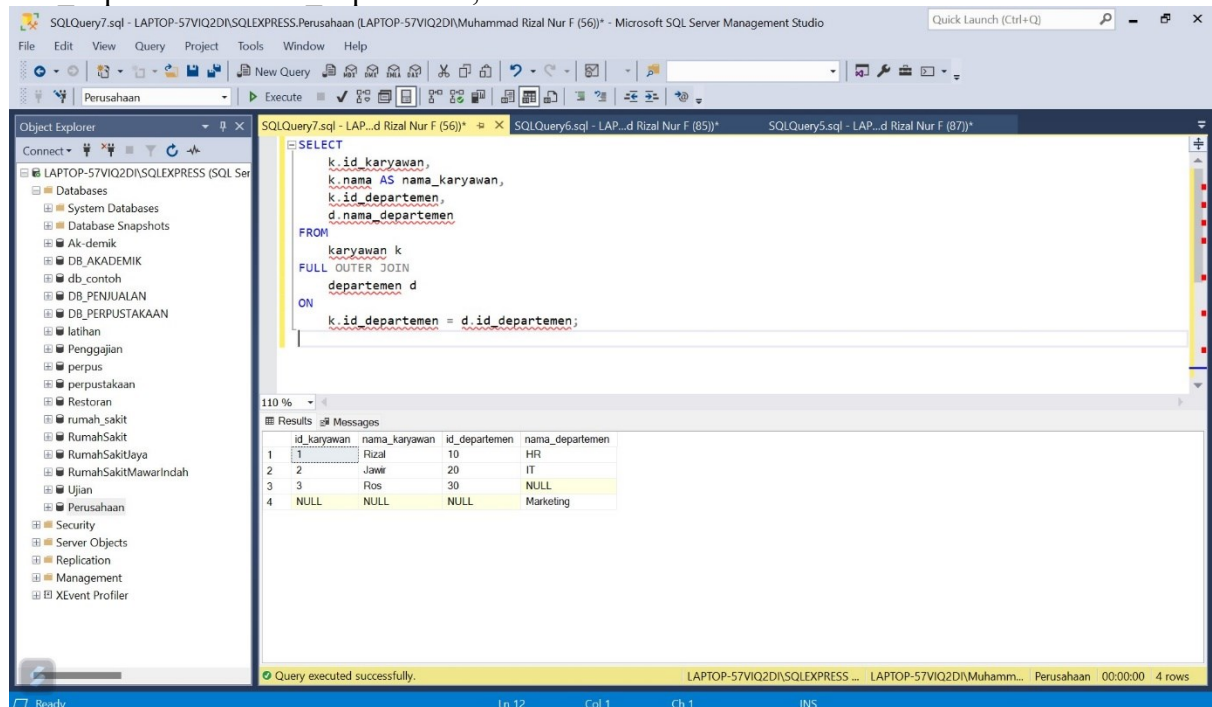 SQLQuery7.sql - LAPTOP-57VIQ2DI\SQLEXPRESS.Perusahaan (LAPTOP-57VIQ2DI\Muhammad Rizal Nur F (56))* - Microsoft SQL Server Management Studio
Quick Launch (Ctrl+Q)
File Edit View Query Project Tools Window Help
New Query
Perusahaan
Execute
Object Explorer
SQLQuery7.sql - LAP...d Rizal Nur F (56))*
SQLQuery6.sql - LAP...d Rizal Nur F (85))*
SQLQuery5.sql - LAP...d Rizal Nur F (87))*
Connect
LAPTOP-57VIQ2DI\SQLEXPRESS (SQL Ser
Databases
System Databases
Database Snapshots
Ak-demik
DB_AKADEMIK
db_contoh
DB_PENJUALAN
DB_PERPUSTAKAAN
latihan
Penggajian
perpus
perpustakaan
Restoran
rumah_sakit
RumahSakit
RumahSakitJaya
RumahSakitMawarIndah
Ujian
Perusahaan
Security
Server Objects
Replication
Management
XEvent Profiler
SELECT
k.id_karyawan,
k.nama AS nama_karyawan,
k.id_departemen,
d.nama_departemen
FROM
karyawan k
FULL OUTER JOIN
departemen d
ON
k.id_departemen = d.id_departemen;
110 %
Results Messages
id_karyawan nama_karyawan id_departemen nama_departemen
1 1 Rizal 10 HR
2 2 Jawir 20 IT
3 3 Ros 30 NULL
4 NULL NULL NULL Marketing
Query executed successfully.
LAPTOP-57VIQ2DI\SQLEXPRESS ... LAPTOP-57VIQ2DI\Muhamm... Perusahaan 00:00:00 4 rows
Ready Ln 12 Col 1 Ch 1 INS